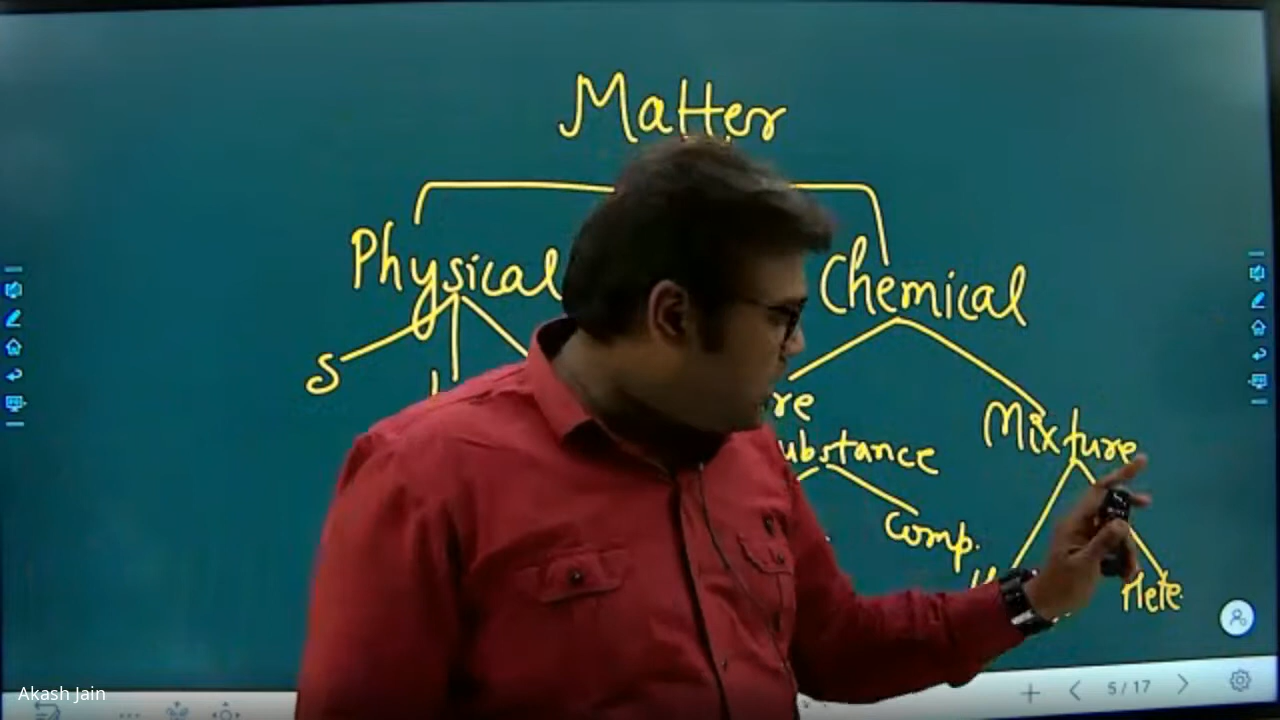 Matter
Physical
Chemical
S
re
Mixture
ubstance
Comp.
Hete.
Akash Jain
5/17